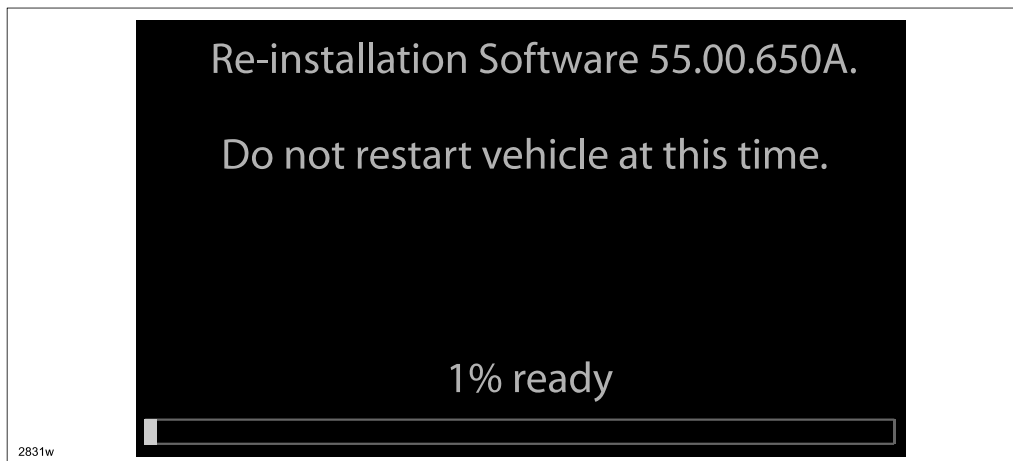 Re-installation Software 55.00.650A.
Do not restart vehicle at this time.
1% ready
2831w